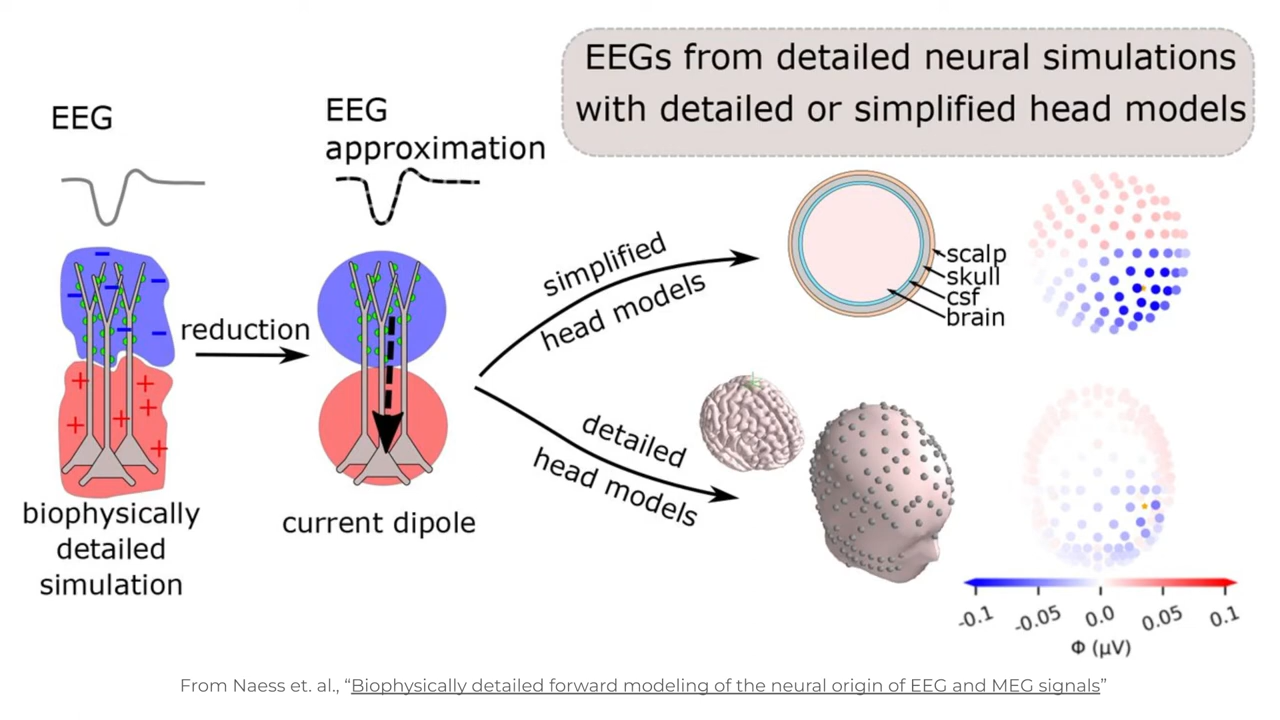 EEGs from detailed neural simulations
with detailed or simplified head models
EEG
EEG
approximation
reduction
biophysically
detailed
simulation
current dipole
simplified
head models
detailed
head models
scalp
skull
csf
brain
-0.1
-0.05
0.0
0.05
0.1
Φ (μV)
From Naess et. al., “Biophysically detailed forward modeling of the neural origin of EEG and MEG signals”